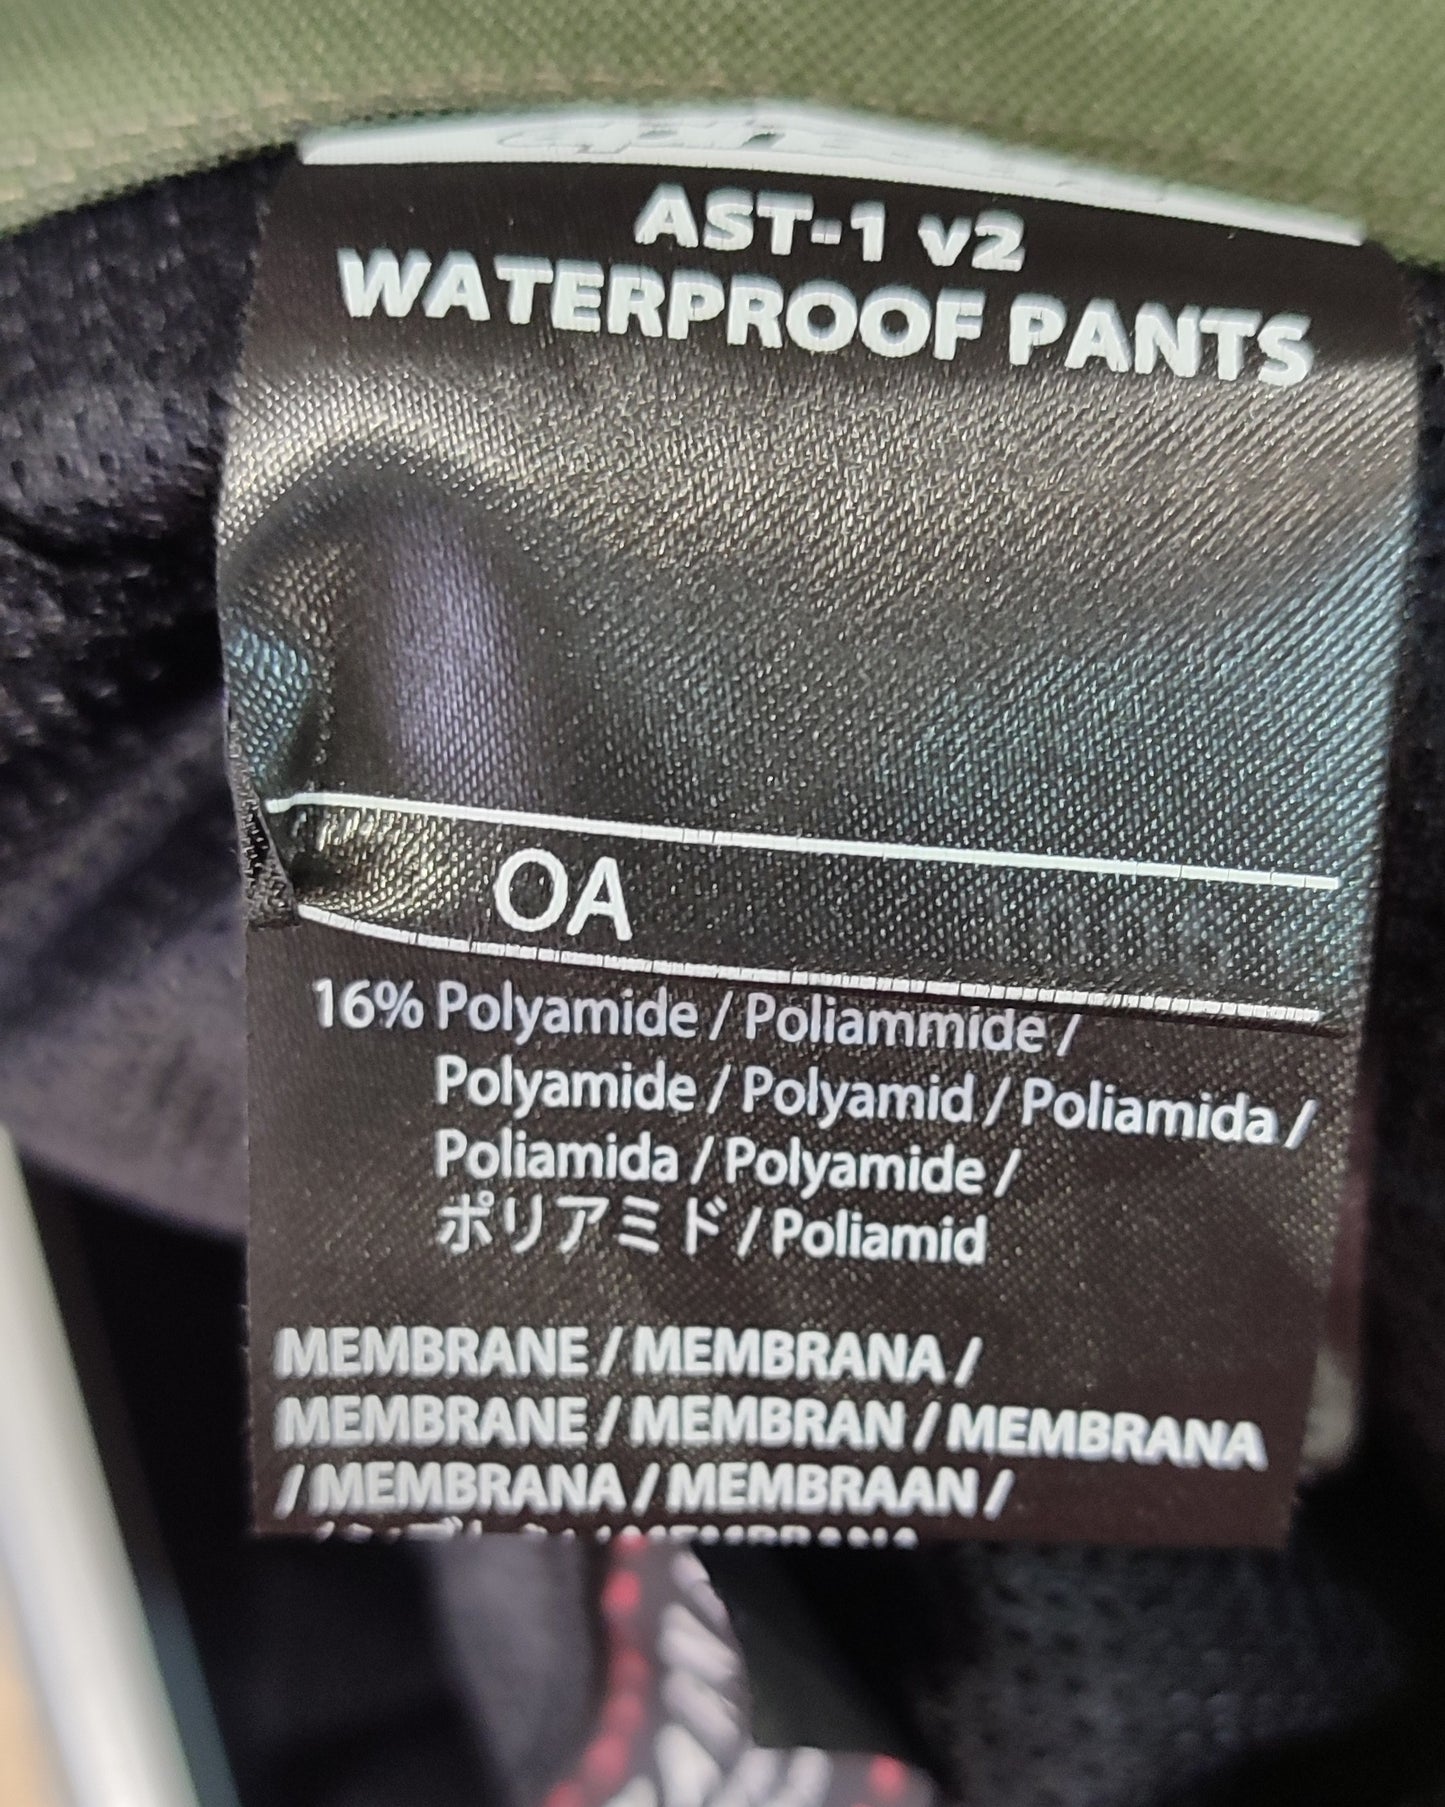 AST-1 v2
WATERPROOF PANTS
OA
16% Polyamide / Poliammide /
Polyamide / Polyamid / Poliamida /
Poliamida / Polyamide /
ポリアミド / Poliamid
MEMBRANE / MEMBRANA /
MEMBRANE / MEMBRAN / MEMBRANA
/ MEMBRANA / MEMBRAAN /
/ MEMBRANA